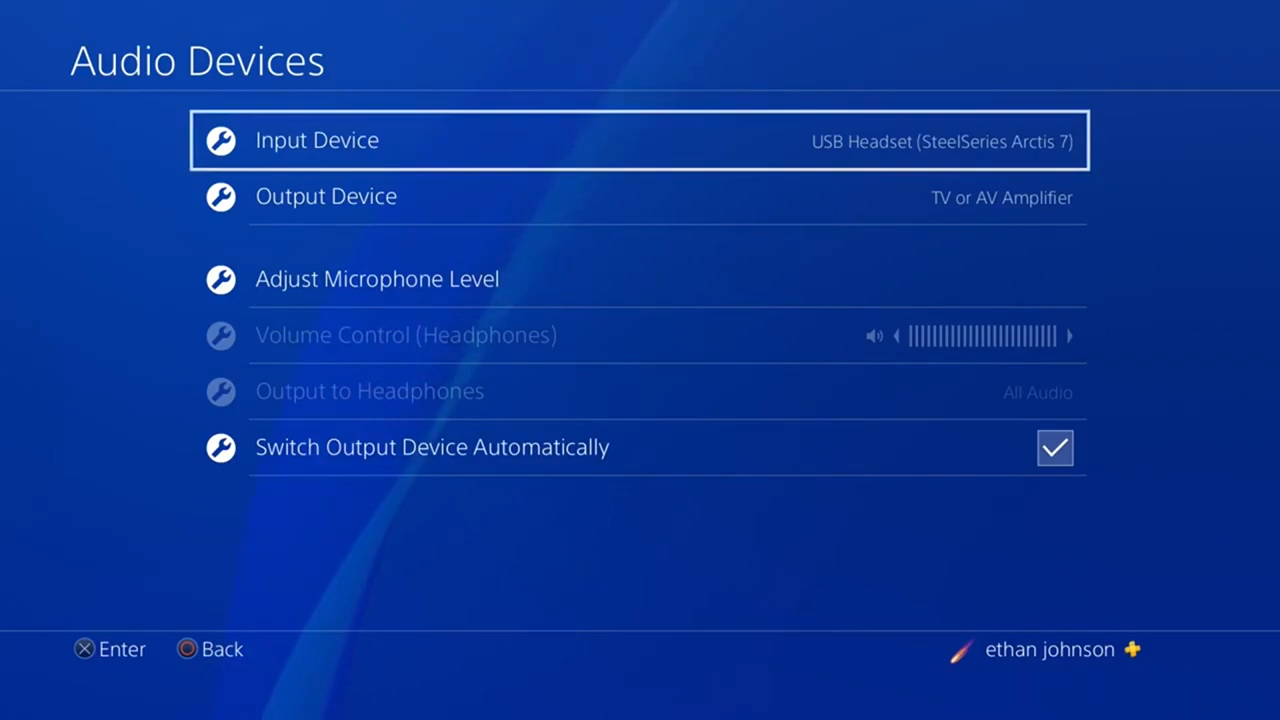 Audio Devices
Input Device USB Headset (SteelSeries Arctis 7)
Output Device TV or AV Amplifier
Adjust Microphone Level
Volume Control (Headphones)
Output to Headphones All Audio
Switch Output Device Automatically
Enter Back ethan johnson